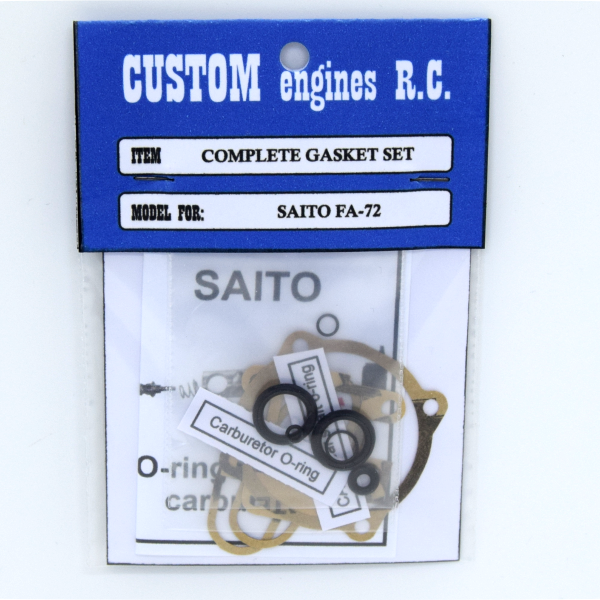 CUSTOM engines R.C.
ITEM COMPLETE GASKET SET
MODEL FOR: SAITO FA-72
SAITO
Carburetor O-ring
O-ring